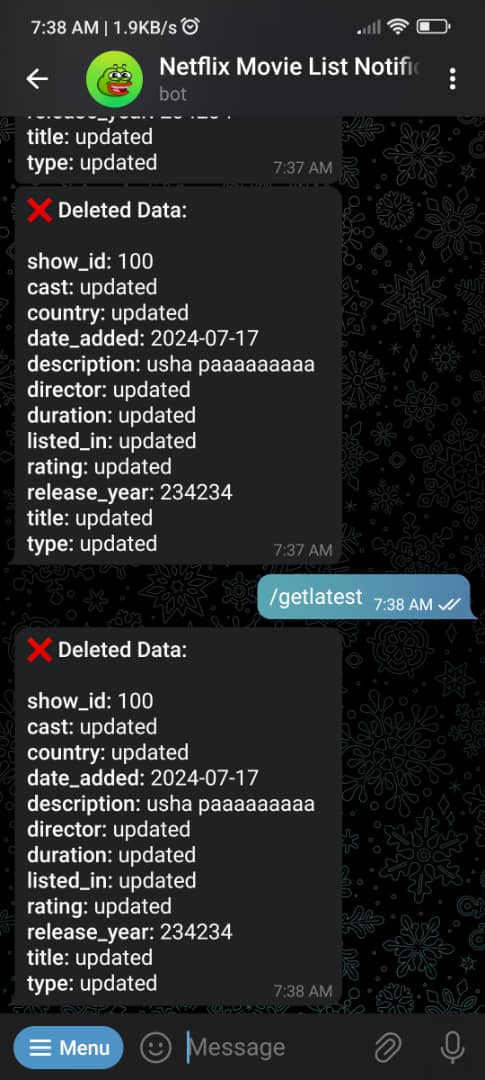 7:38 AM | 1.9KB/s
Netflix Movie List Notific
bot
title: updated
type: updated
7:37 AM
❌ Deleted Data:
show_id: 100
cast: updated
country: updated
date_added: 2024-07-17
description: usha paaaaaaaaa
director: updated
duration: updated
listed_in: updated
rating: updated
release_year: 234234
title: updated
type: updated
7:37 AM
/getlatest 7:38 AM
❌ Deleted Data:
show_id: 100
cast: updated
country: updated
date_added: 2024-07-17
description: usha paaaaaaaaa
director: updated
duration: updated
listed_in: updated
rating: updated
release_year: 234234
title: updated
type: updated
7:38 AM
Menu Message